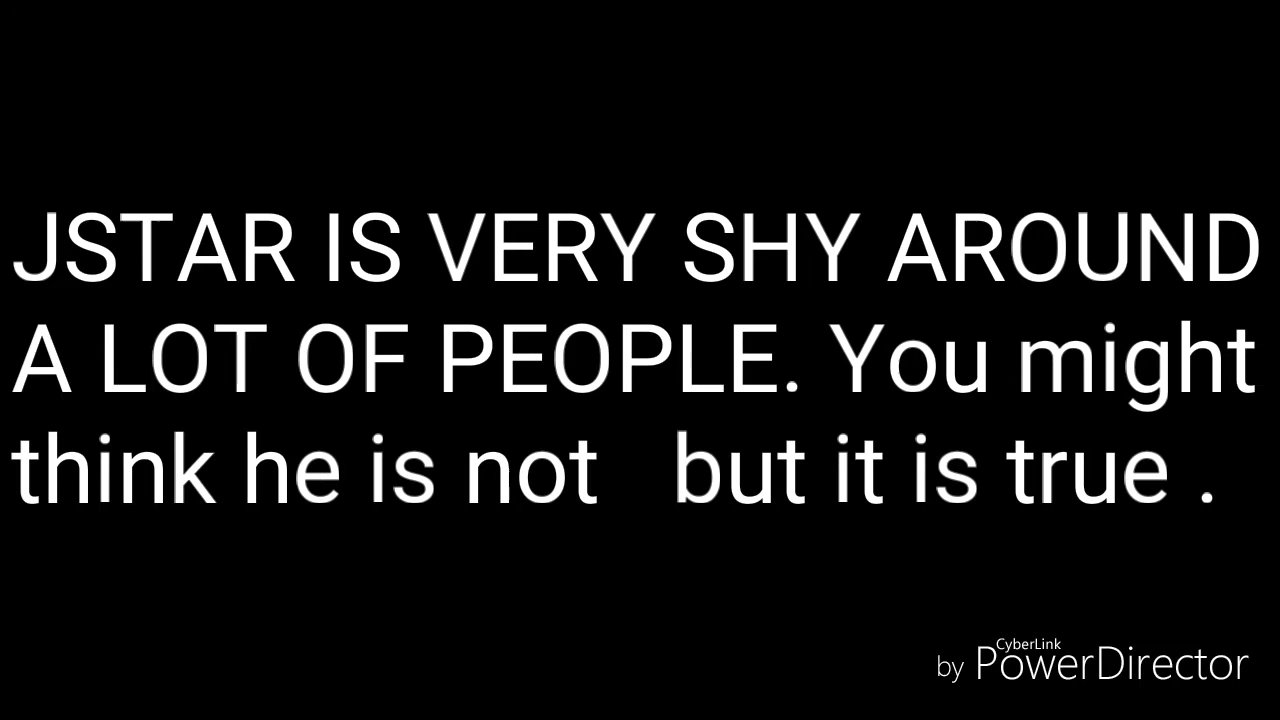 JSTAR IS VERY SHY AROUND
A LOT OF PEOPLE. You might
think he is not   but it is true .
CyberLink
by PowerDirector